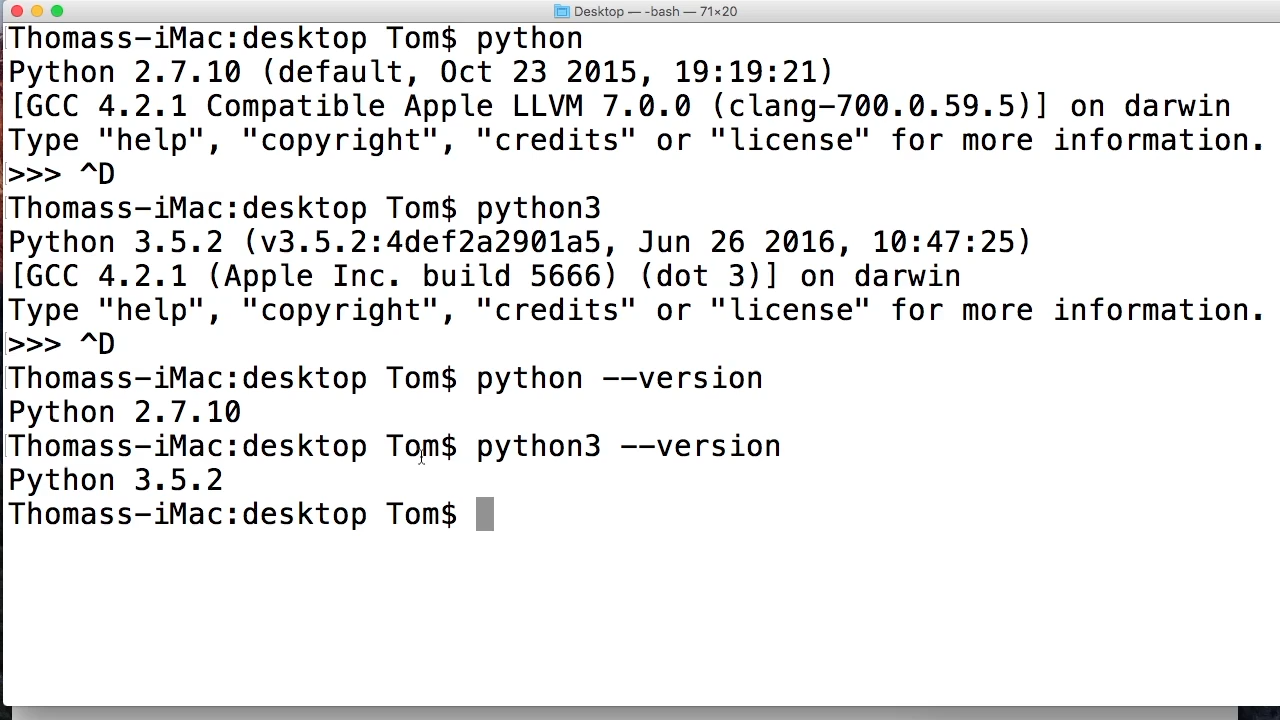 Desktop — -bash — 71×20
Thomass-iMac:desktop Tom$ python
Python 2.7.10 (default, Oct 23 2015, 19:19:21)
[GCC 4.2.1 Compatible Apple LLVM 7.0.0 (clang-700.0.59.5)] on darwin
Type "help", "copyright", "credits" or "license" for more information.
>>> ^D
Thomass-iMac:desktop Tom$ python3
Python 3.5.2 (v3.5.2:4def2a2901a5, Jun 26 2016, 10:47:25)
[GCC 4.2.1 (Apple Inc. build 5666) (dot 3)] on darwin
Type "help", "copyright", "credits" or "license" for more information.
>>> ^D
Thomass-iMac:desktop Tom$ python --version
Python 2.7.10
Thomass-iMac:desktop Tom$ python3 --version
Python 3.5.2
Thomass-iMac:desktop Tom$